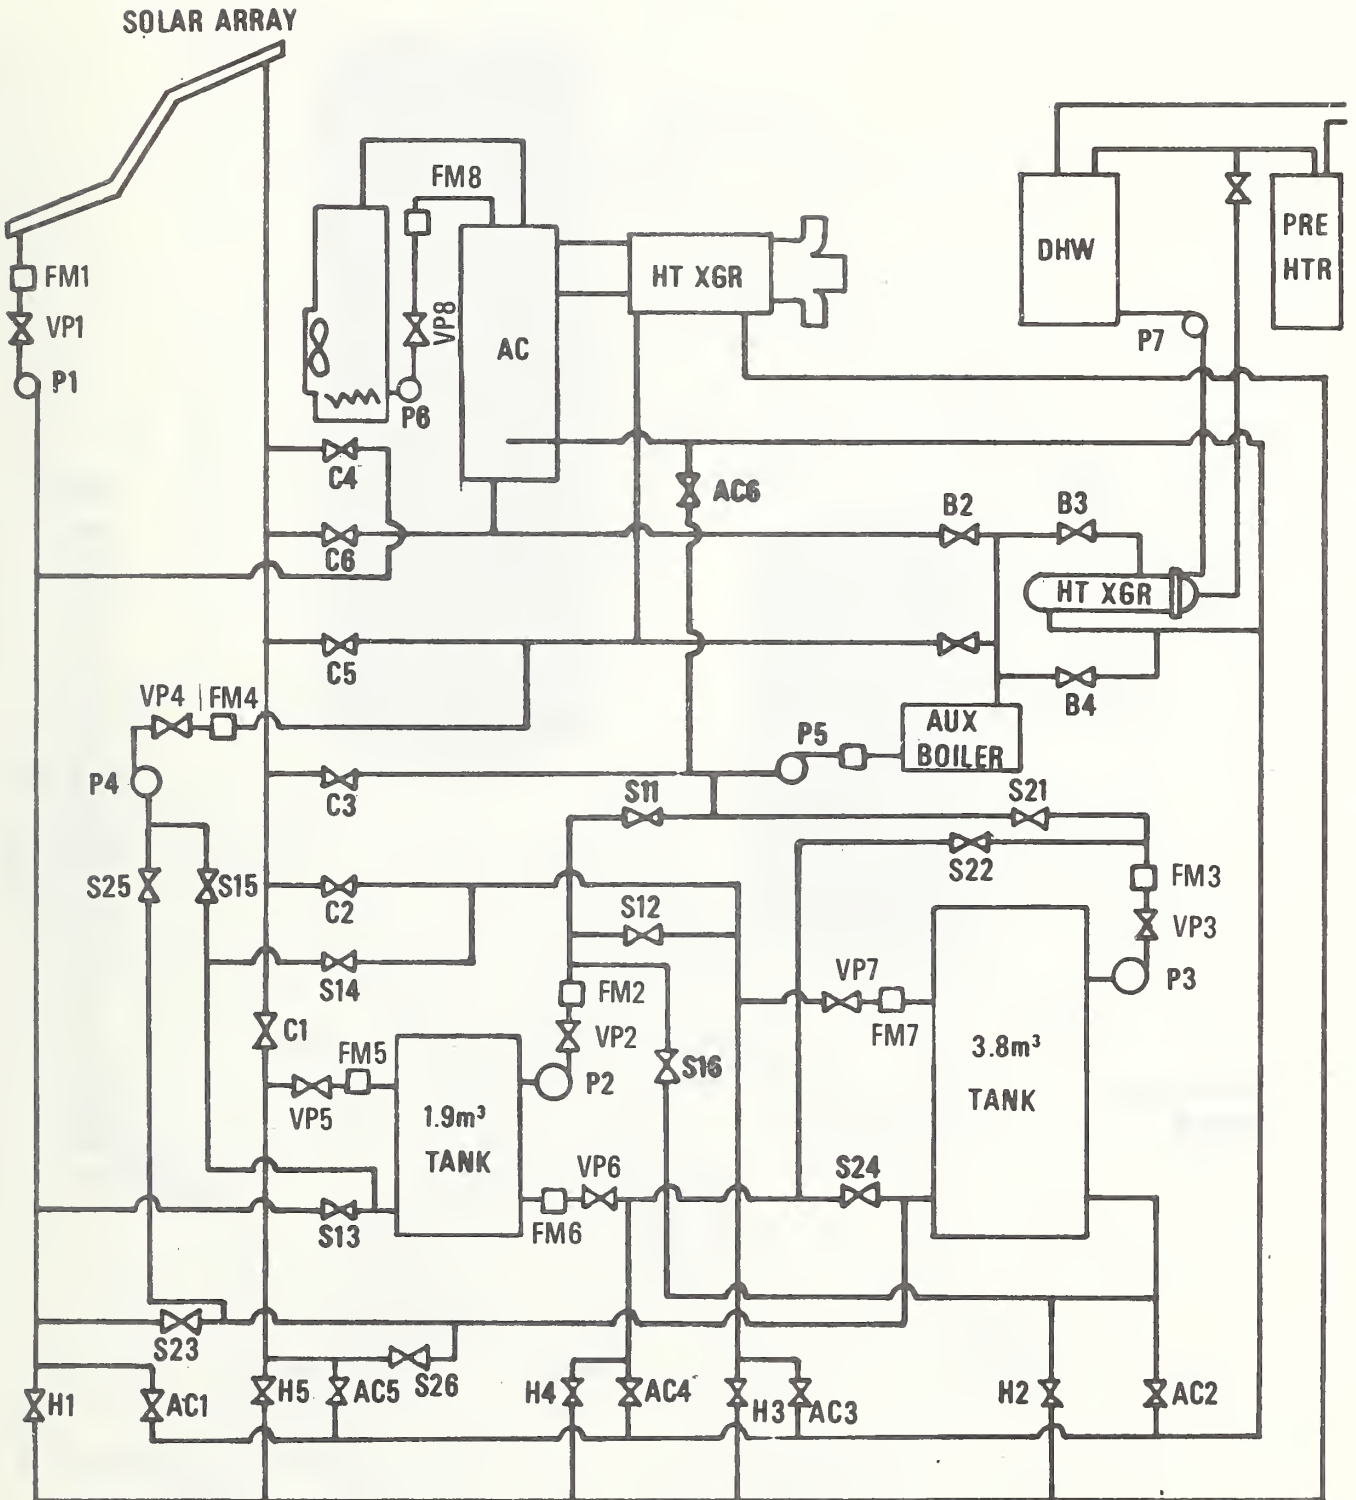 SOLAR ARRAY
FM8
FM1
VP1
P1
VP8
P6
AC
HT XGR
DHW
PRE
HTR
P7
C4
AC6
B2
B3
C6
HT XGR
C5
B4
VP4
FM4
AUX
BOILER
P5
P4
C3
S11
S21
S22
S25
S15
C2
S12
FM3
VP3
S14
FM2
VP7
P3
C1
VP2
FM7
FM5
P2
S16
3.8m³
TANK
VP5
1.9m³
TANK
VP6
S24
S13
FM6
S23
S26
H1
AC1
H5
AC5
H4
AC4
H3
AC3
H2
AC2